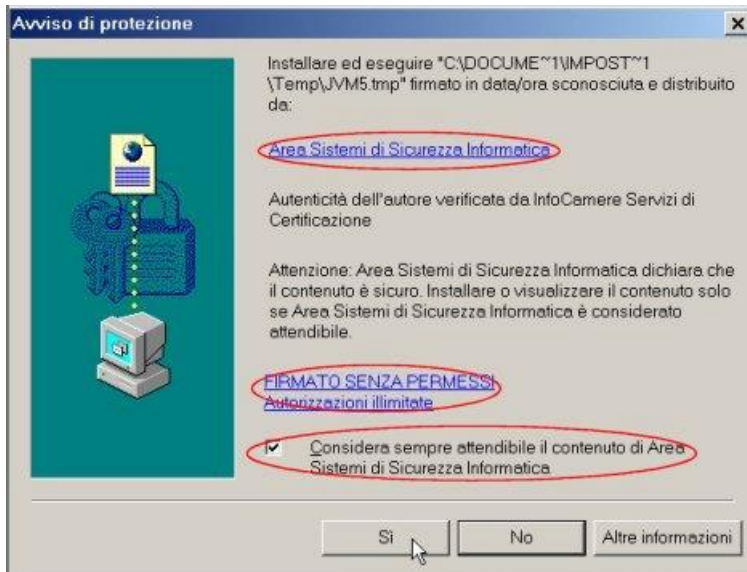 Avviso di protezione
Installare ed eseguire "C:\DOCUME~1\IMPOST~1
\Temp\JVM5.tmp" firmato in data/ora sconosciuta e distribuito
da:
Area Sistemi di Sicurezza Informatica
Autenticità dell'autore verificata da InfoCamere Servizi di
Certificazione
Attenzione: Area Sistemi di Sicurezza Informatica dichiara che
il contenuto è sicuro. Installare o visualizzare il contenuto solo
se Area Sistemi di Sicurezza Informatica è considerato
attendibile.
FIRMATO SENZA PERMESSI
Autorizzazioni illimitate
Considera sempre attendibile il contenuto di Area
Sistemi di Sicurezza Informatica
Sì No Altre informazioni